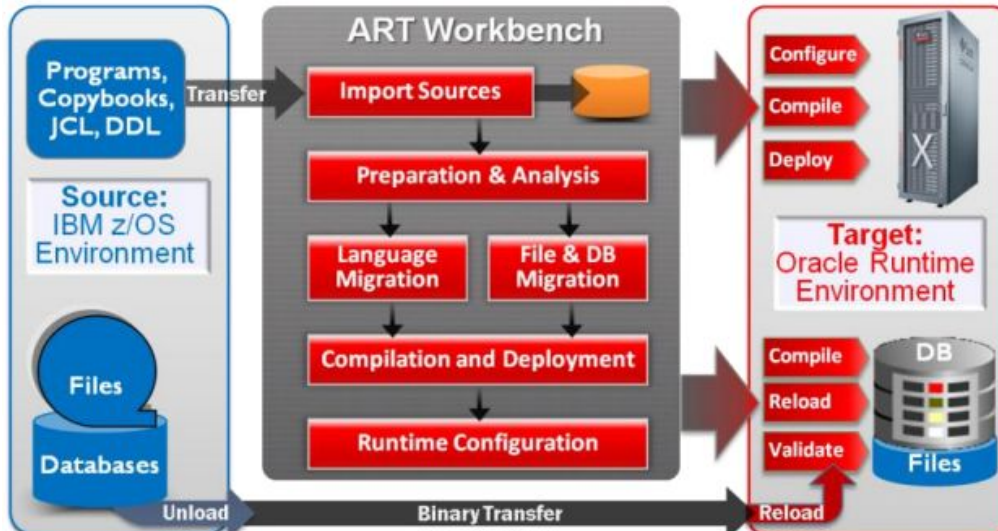 Programs,
Copybooks,
JCL, DDL
Transfer
Source:
IBM z/OS
Environment
Files
Databases
Unload
ART Workbench
Import Sources
Preparation & Analysis
Language
Migration
File & DB
Migration
Compilation and Deployment
Runtime Configuration
Binary Transfer
Configure
Compile
Deploy
X
Target:
Oracle Runtime
Environment
Compile
Reload
Validate
DB
Files
Reload